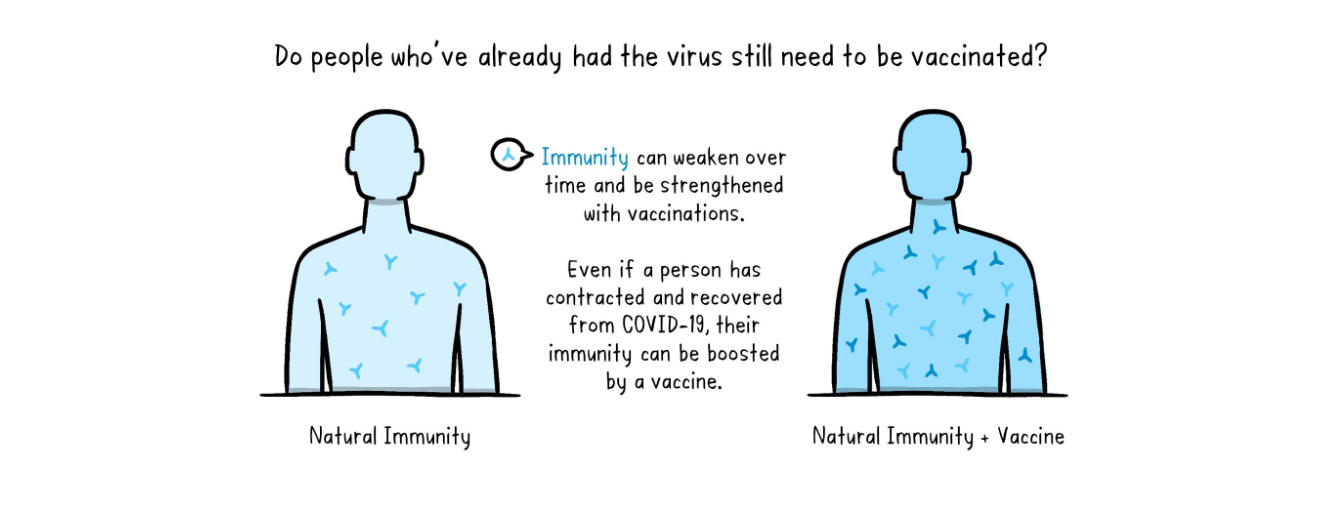 Do people who've already had the virus still need to be vaccinated?
Immunity can weaken over
time and be strengthened
with vaccinations.
Even if a person has
contracted and recovered
from COVID-19, their
immunity can be boosted
by a vaccine.
Natural Immunity
Natural Immunity + Vaccine